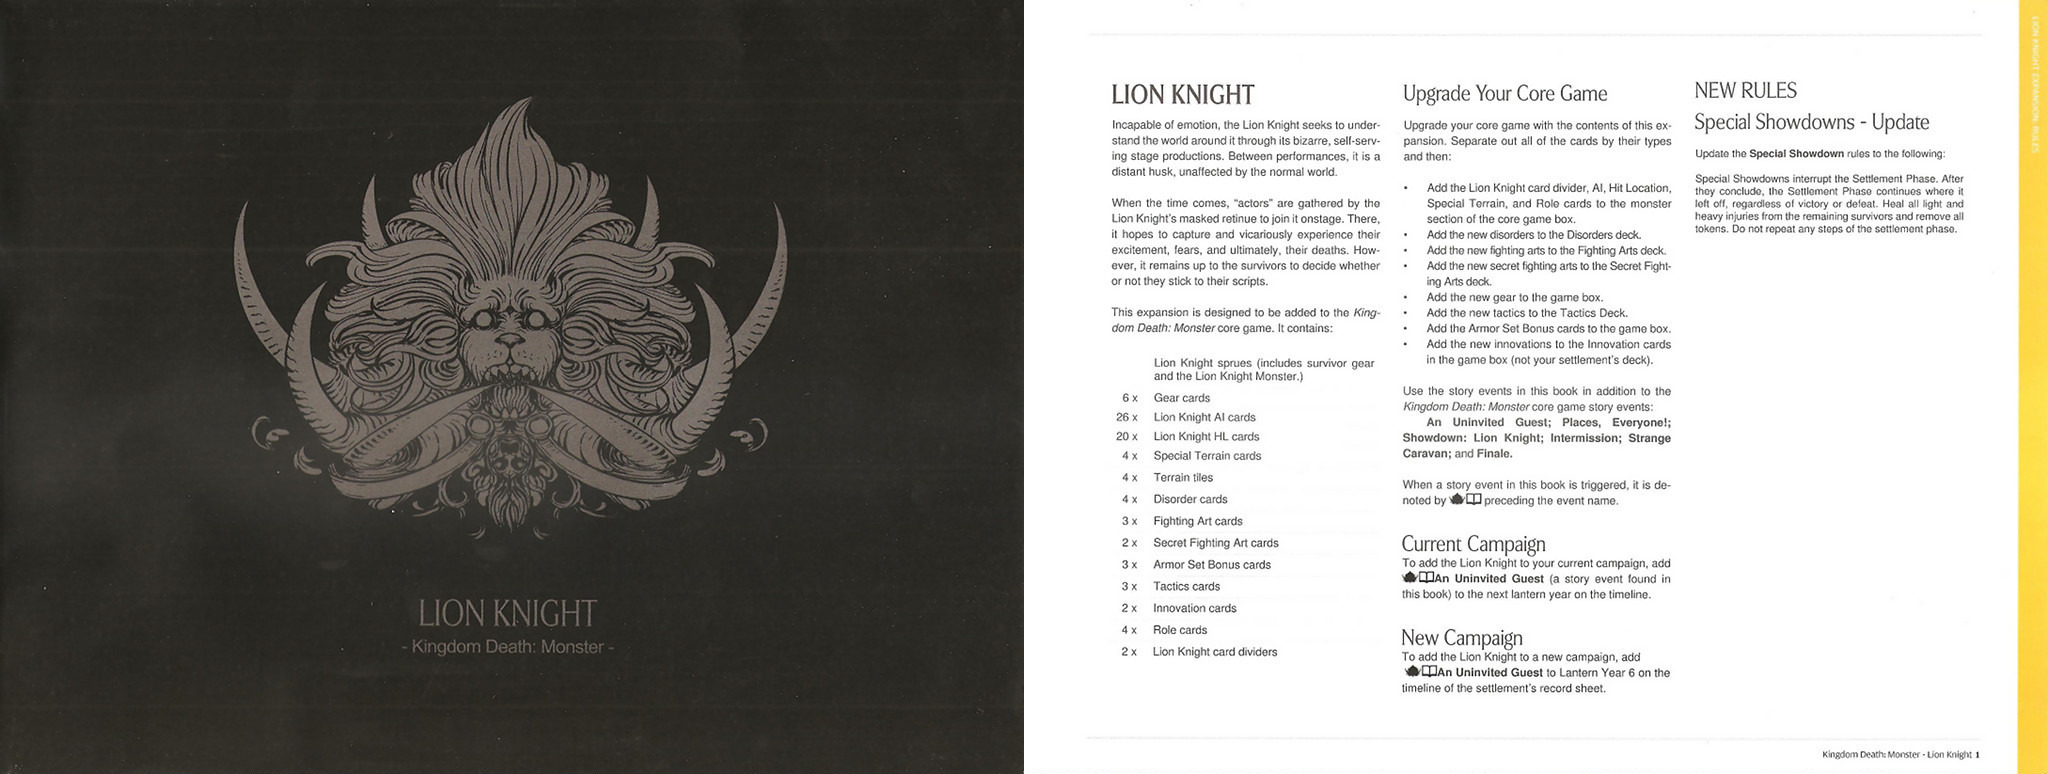 LION KNIGHT
- Kingdom Death: Monster -
LION KNIGHT
Incapable of emotion, the Lion Knight seeks to under-
stand the world around it through its bizarre, self-serv-
ing stage productions. Between performances, it is a
distant husk, unaffected by the normal world.
When the time comes, “actors” are gathered by the
Lion Knight's masked retinue to join it onstage. There,
it hopes to capture and vicariously experience their
excitement, fears, and ultimately, their deaths. How-
ever, it remains up to the survivors to decide whether
or not they stick to their scripts.
This expansion is designed to be added to the King-
dom Death: Monster core game. It contains:
Lion Knight sprues (includes survivor gear
and the Lion Knight Monster.)
6 x Gear cards
26 x Lion Knight AI cards
20 x Lion Knight HL cards
4 x Special Terrain cards
4 x Terrain tiles
4 x Disorder cards
3 x Fighting Art cards
2 x Secret Fighting Art cards
3 x Armor Set Bonus cards
3 x Tactics cards
2 x Innovation cards
4 x Role cards
2 x Lion Knight card dividers
Upgrade Your Core Game
Upgrade your core game with the contents of this ex-
pansion. Separate out all of the cards by their types
and then:
• Add the Lion Knight card divider, AI, Hit Location,
Special Terrain, and Role cards to the monster
section of the core game box.
• Add the new disorders to the Disorders deck.
• Add the new fighting arts to the Fighting Arts deck.
• Add the new secret fighting arts to the Secret Fight-
ing Arts deck.
• Add the new gear to the game box.
• Add the new tactics to the Tactics Deck.
• Add the Armor Set Bonus cards to the game box.
• Add the new innovations to the Innovation cards
in the game box (not your settlement's deck).
Use the story events in this book in addition to the
Kingdom Death: Monster core game story events:
An Uninvited Guest; Places, Everyone!;
Showdown: Lion Knight; Intermission; Strange
Caravan; and Finale.
When a story event in this book is triggered, it is de-
noted by preceding the event name.
Current Campaign
To add the Lion Knight to your current campaign, add
An Uninvited Guest (a story event found in
this book) to the next lantern year on the timeline.
New Campaign
To add the Lion Knight to a new campaign, add
An Uninvited Guest to Lantern Year 6 on the
timeline of the settlement's record sheet.
NEW RULES
Special Showdowns - Update
Update the Special Showdown rules to the following:
Special Showdowns interrupt the Settlement Phase. After
they conclude, the Settlement Phase continues where it
left off, regardless of victory or defeat. Heal all light and
heavy injuries from the remaining survivors and remove all
tokens. Do not repeat any steps of the settlement phase.
LION KNIGHT EXPANSION: RULES
Kingdom Death: Monster - Lion Knight 1